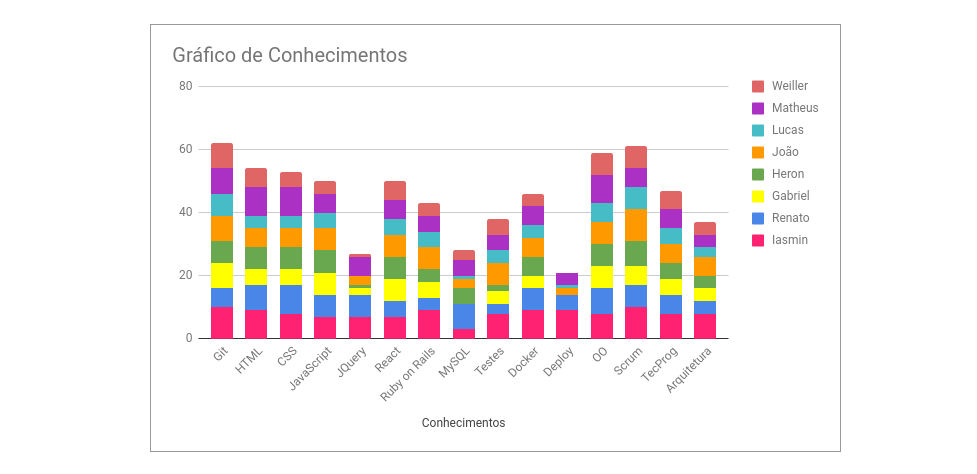 Gráfico de Conhecimentos
80
60
40
20
0
Weiller
Matheus
Lucas
João
Heron
Gabriel
Renato
Iasmin
Git
HTML
CSS
JavaScript
JQuery
React
Ruby on Rails
MySQL
Testes
Docker
Deploy
OO
Scrum
TecProg
Arquitetura
Conhecimentos